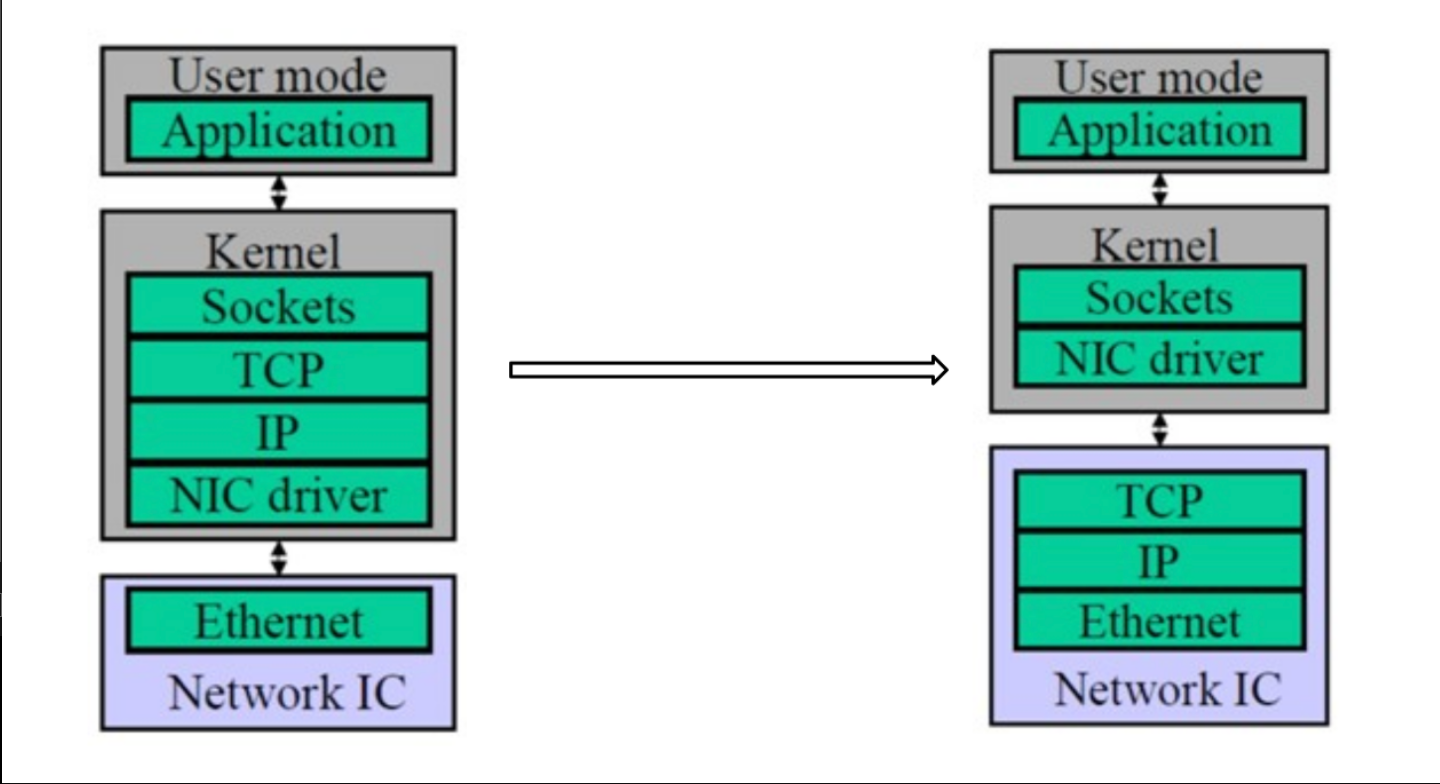 User mode
Application
Kernel
Sockets
TCP
IP
NIC driver
Ethernet
Network IC
User mode
Application
Kernel
Sockets
NIC driver
TCP
IP
Ethernet
Network IC